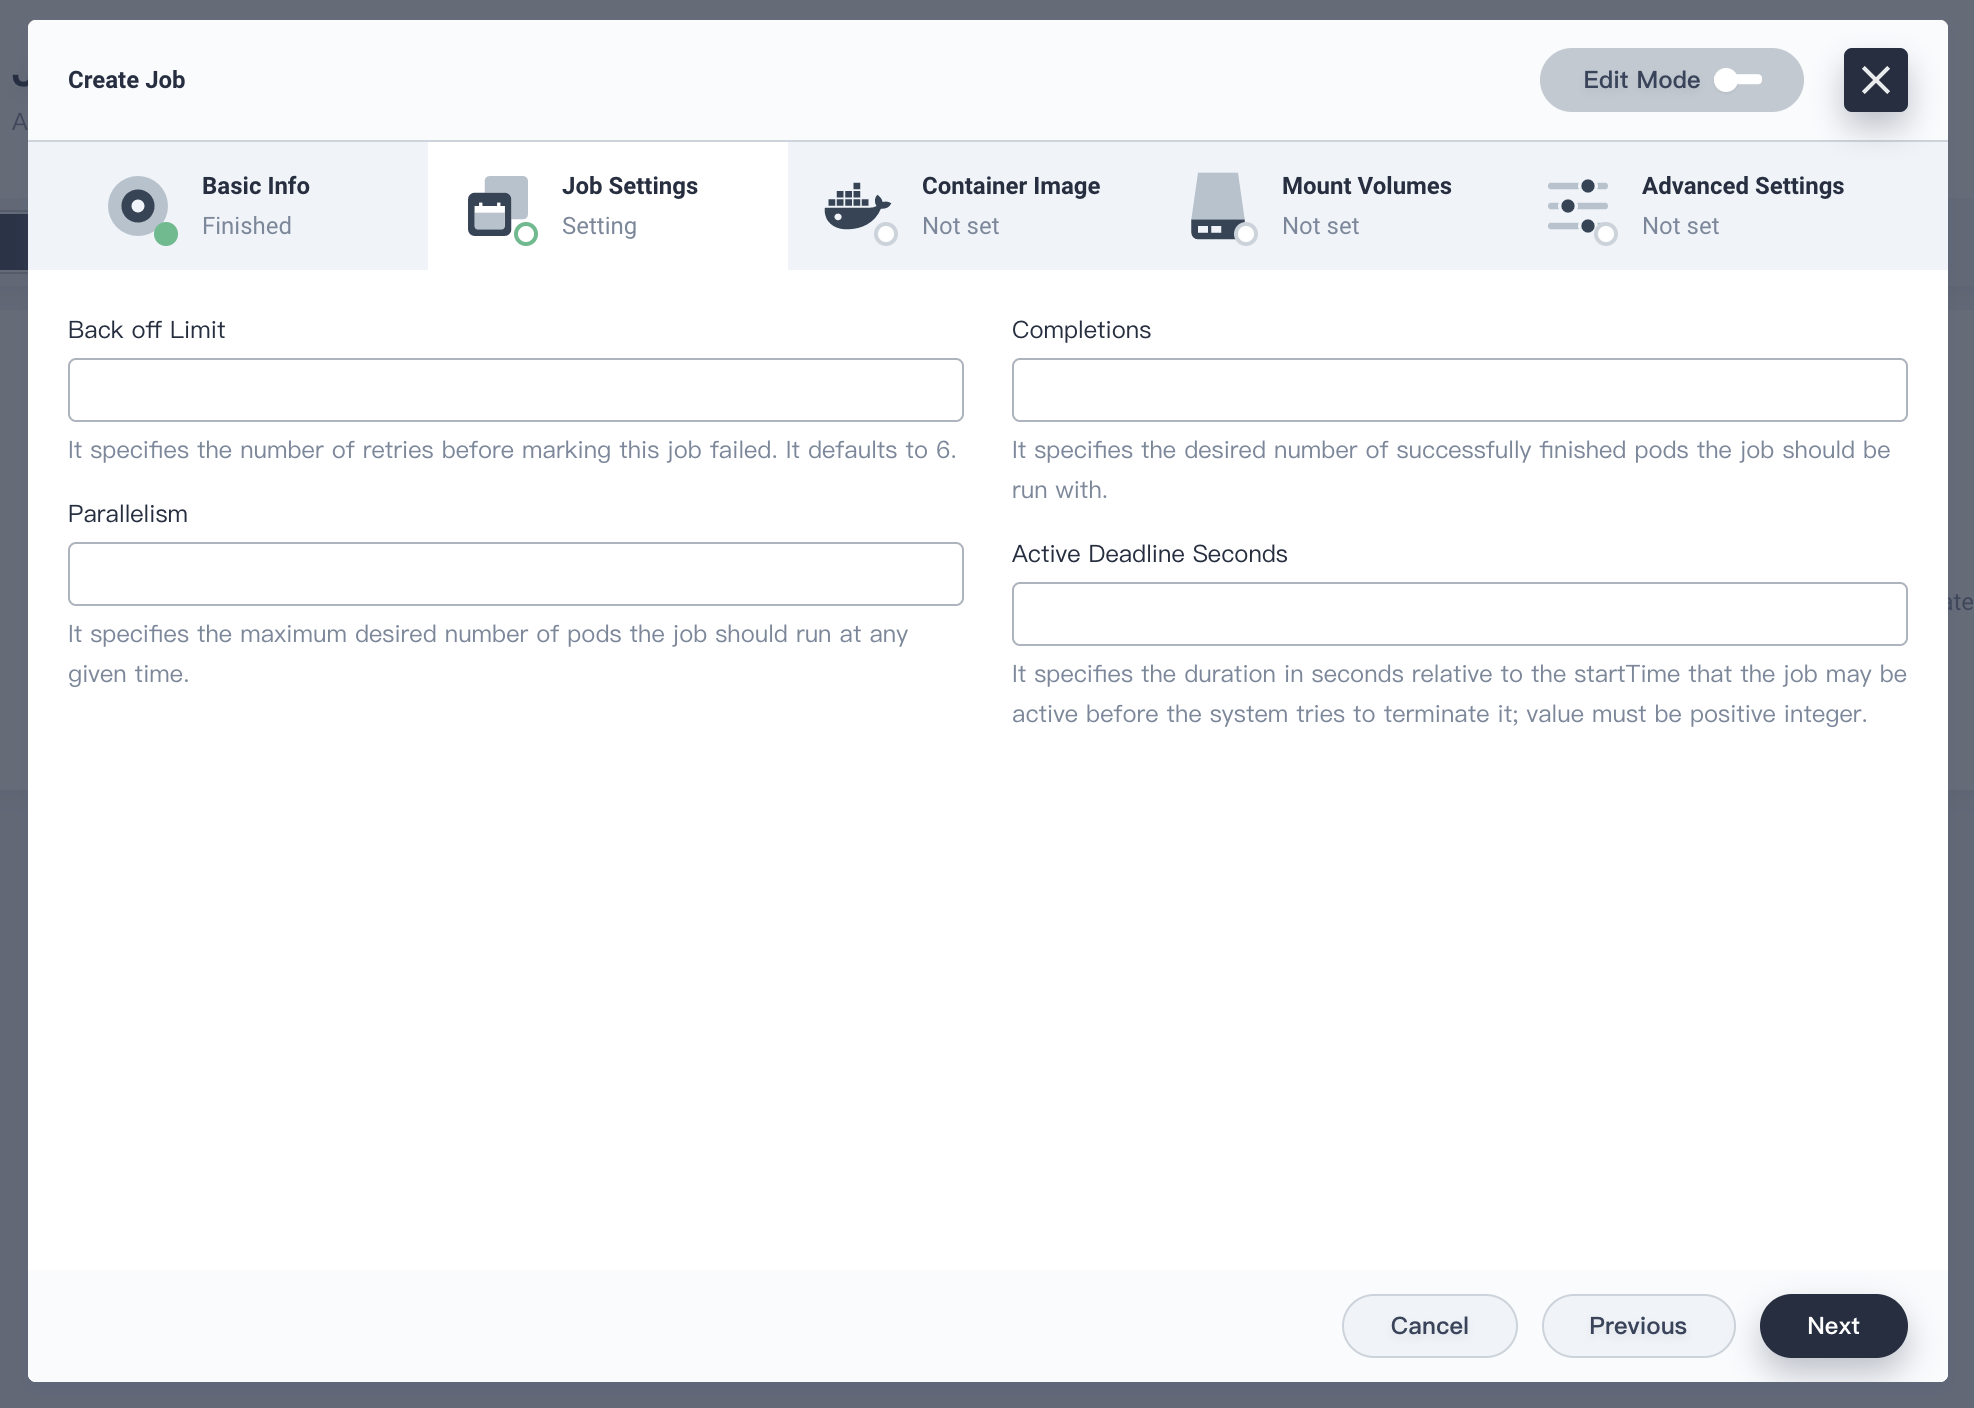 Create Job
Edit Mode
Basic Info
Finished
Job Settings
Setting
Container Image
Not set
Mount Volumes
Not set
Advanced Settings
Not set
Back off Limit
It specifies the number of retries before marking this job failed. It defaults to 6.
Parallelism
It specifies the maximum desired number of pods the job should run at any
given time.
Completions
It specifies the desired number of successfully finished pods the job should be
run with.
Active Deadline Seconds
It specifies the duration in seconds relative to the startTime that the job may be
active before the system tries to terminate it; value must be positive integer.
Cancel
Previous
Next